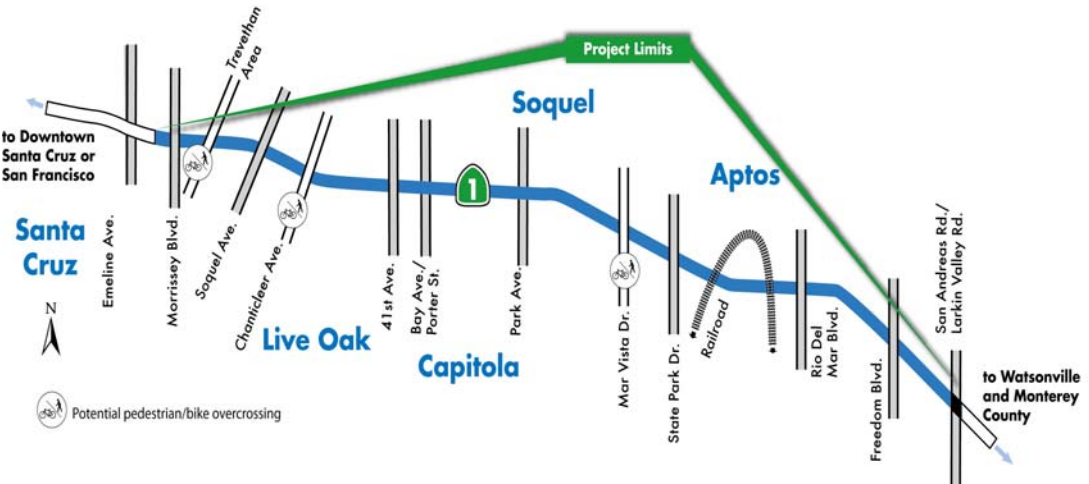 Project Limits
Trevethan
Area
Soquel
to Downtown
Santa Cruz or
San Francisco
1
Aptos
Santa
Cruz
Emeline Ave.
Morrissey Blvd.
Soquel Ave.
Chanticleer Ave.
41st Ave.
Bay Ave./
Porter St.
Park Ave.
Mar Vista Dr.
State Park Dr.
Railroad
Rio Del
Mar Blvd.
Freedom Blvd.
San Andreas Rd./
Larkin Valley Rd.
N
Live Oak
Capitola
to Watsonville
and Monterey
County
Potential pedestrian/bike overcrossing